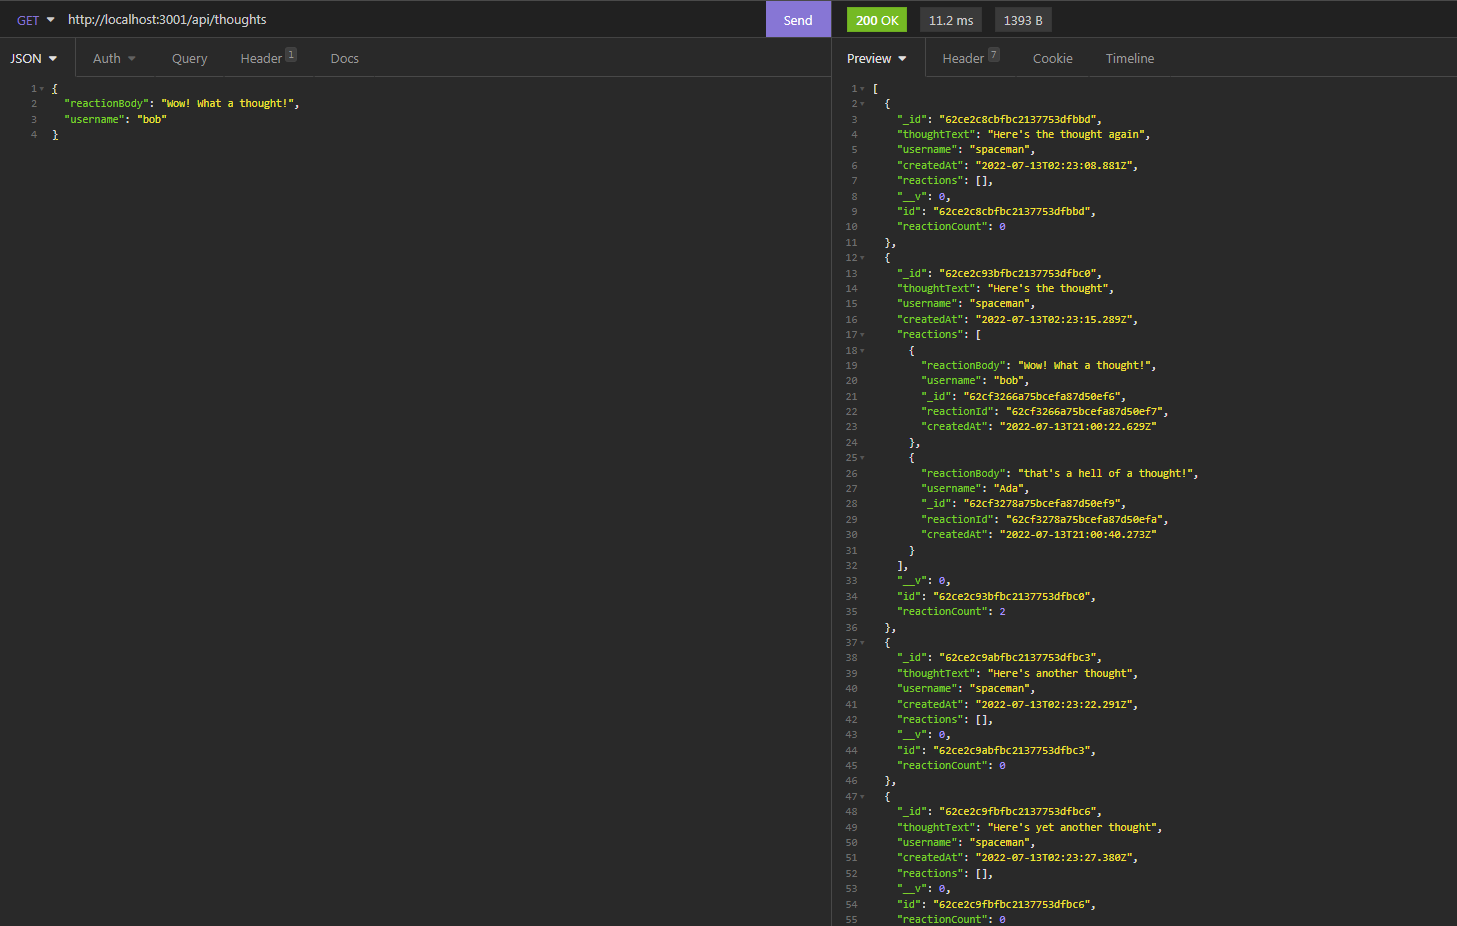 GET http://localhost:3001/api/thoughts Send 200 OK 11.2 ms 1393 B
JSON Auth Query Header 1 Docs Preview Header 7 Cookie Timeline
1 {
2 "reactionBody": "Wow! What a thought!",
3 "username": "bob"
4 }
1 [
2 {
3 "_id": "62ce2c8cbfbc2137753dfbbd",
4 "thoughtText": "Here's the thought again",
5 "username": "spaceman",
6 "createdAt": "2022-07-13T02:23:08.881Z",
7 "reactions": [],
8 "__v": 0,
9 "id": "62ce2c8cbfbc2137753dfbbd",
10 "reactionCount": 0
11 },
12 {
13 "_id": "62ce2c93bfbc2137753dfbc0",
14 "thoughtText": "Here's the thought",
15 "username": "spaceman",
16 "createdAt": "2022-07-13T02:23:15.289Z",
17 "reactions": [
18 {
19 "reactionBody": "Wow! What a thought!",
20 "username": "bob",
21 "_id": "62cf3266a75bcefa87d50ef6",
22 "reactionId": "62cf3266a75bcefa87d50ef7",
23 "createdAt": "2022-07-13T21:00:22.629Z"
24 },
25 {
26 "reactionBody": "that's a hell of a thought!",
27 "username": "Ada",
28 "_id": "62cf3278a75bcefa87d50ef9",
29 "reactionId": "62cf3278a75bcefa87d50efa",
30 "createdAt": "2022-07-13T21:00:40.273Z"
31 }
32 ],
33 "__v": 0,
34 "id": "62ce2c93bfbc2137753dfbc0",
35 "reactionCount": 2
36 },
37 {
38 "_id": "62ce2c9abfbc2137753dfbc3",
39 "thoughtText": "Here's another thought",
40 "username": "spaceman",
41 "createdAt": "2022-07-13T02:23:22.291Z",
42 "reactions": [],
43 "__v": 0,
44 "id": "62ce2c9abfbc2137753dfbc3",
45 "reactionCount": 0
46 },
47 {
48 "_id": "62ce2c9fbfbc2137753dfbc6",
49 "thoughtText": "Here's yet another thought",
50 "username": "spaceman",
51 "createdAt": "2022-07-13T02:23:27.380Z",
52 "reactions": [],
53 "__v": 0,
54 "id": "62ce2c9fbfbc2137753dfbc6",
55 "reactionCount": 0